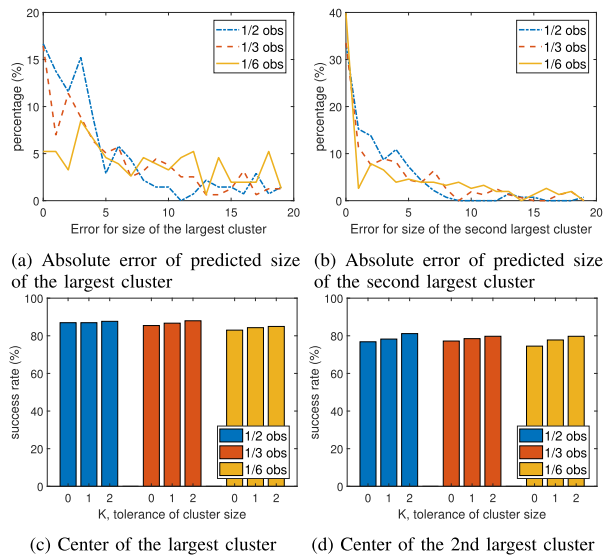 20
15
10
5
0
percentage (%)
1/2 obs
1/3 obs
1/6 obs
0 5 10 15 20
Error for size of the largest cluster
(a) Absolute error of predicted size
of the largest cluster
40
30
20
10
0
percentage (%)
1/2 obs
1/3 obs
1/6 obs
0 5 10 15 20
Error for size of the second largest cluster
(b) Absolute error of predicted size
of the second largest cluster
100
80
60
40
20
0
success rate (%)
1/2 obs
1/3 obs
1/6 obs
0 1 2 0 1 2 0 1 2
K, tolerance of cluster size
(c) Center of the largest cluster
100
80
60
40
20
0
success rate (%)
1/2 obs
1/3 obs
1/6 obs
0 1 2 0 1 2 0 1 2
K, tolerance of cluster size
(d) Center of the 2nd largest cluster